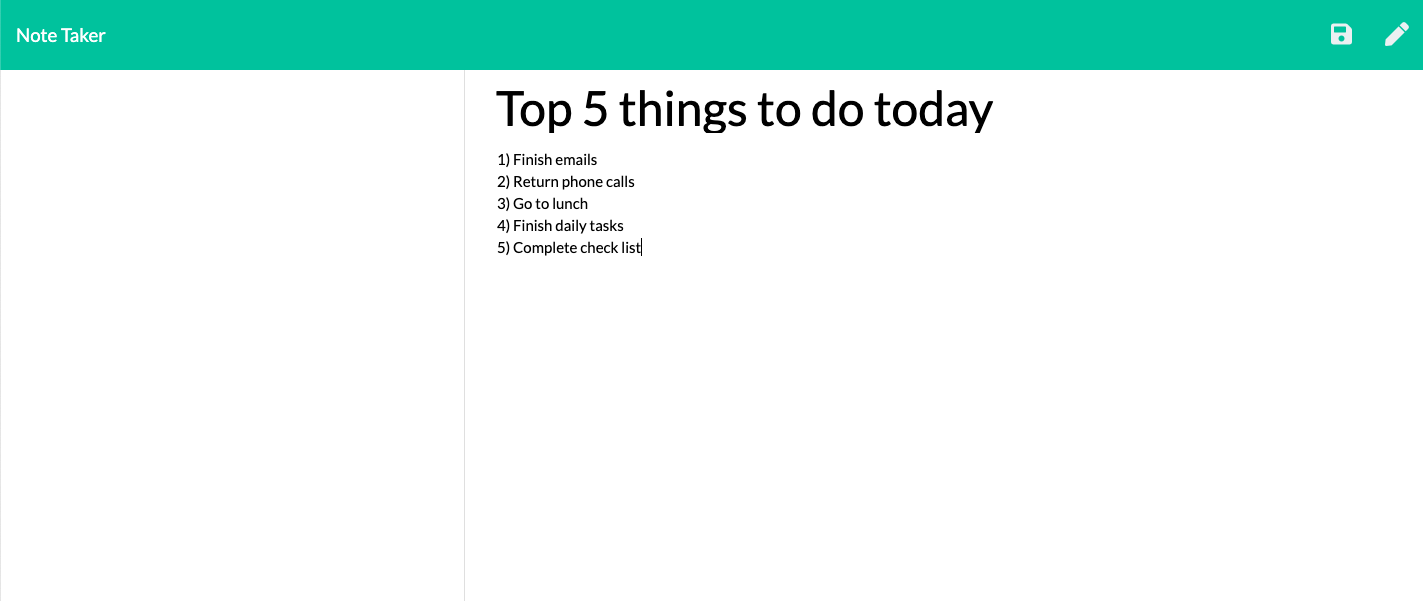 Note Taker
Top 5 things to do today
1) Finish emails
2) Return phone calls
3) Go to lunch
4) Finish daily tasks
5) Complete check list